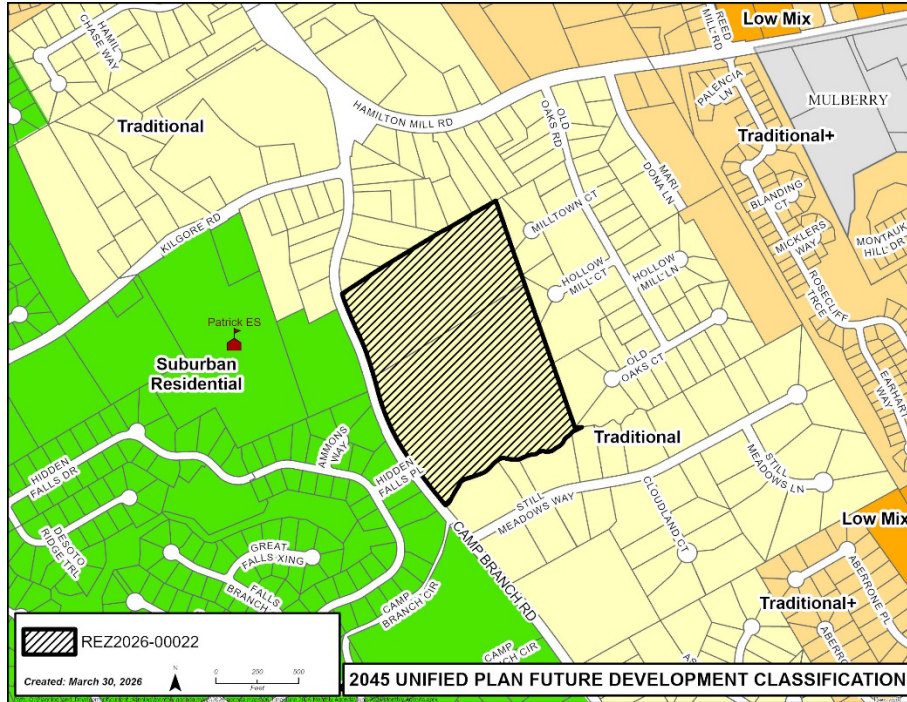 HAMIL
CHASE WAY
REED
MILL RD
Low Mix
PALENCIA
LN
MULBERRY
Traditional
HAMILTON MILL RD
OLD
OAKS RD
Traditional+
MARI
DONA LN
BLANDING
CT
KILGORE RD
MILLTOWN CT
MICKLERS
WAY
MONTAUK
HILL DR
HOLLOW
MILL CT
HOLLOW
MILL LN
ROSECLIFF
TRCE
Patrick ES
OLD
OAKS CT
EARHART
WAY
Suburban
Residential
AMMONS
WAY
Traditional
HIDDEN
FALLS PL
HIDDEN
FALLS DR
STILL
MEADOWS WAY
STILL
MEADOWS LN
CLOUDLAND CT
DESOTO
RIDGE TRL
GREAT
FALLS XING
CAMP BRANCH RD
Low Mix
FALLS
BRANCH
CAMP
BRANCH CIR
ABERRONE PL
Traditional+
ABERRO
CAMP
BRANCH CIR
AS
REZ2026-00022
Created: March 30, 2026
N
0 250 500
Feet
2045 UNIFIED PLAN FUTURE DEVELOPMENT CLASSIFICATION